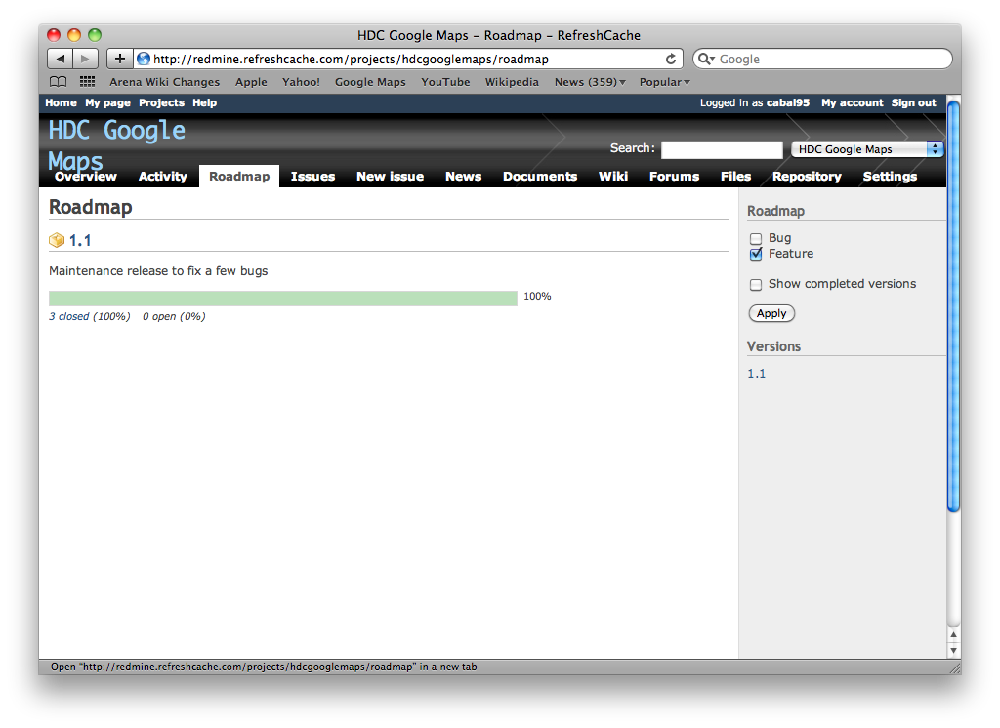 HDC Google Maps – Roadmap – RefreshCache
http://redmine.refreshcache.com/projects/hdcgooglemaps/roadmap
Google
Arena Wiki Changes Apple Yahoo! Google Maps YouTube Wikipedia News (359) Popular
Home My page Projects Help
Logged in as cabal95 My account Sign out
HDC Google
Maps
Search:
HDC Google Maps
Overview Activity Roadmap Issues New issue News Documents Wiki Forums Files Repository Settings
Roadmap
1.1
Maintenance release to fix a few bugs
100%
3 closed (100%) 0 open (0%)
Roadmap
Bug
Feature
Show completed versions
Apply
Versions
1.1
Open “http://redmine.refreshcache.com/projects/hdcgooglemaps/roadmap” in a new tab